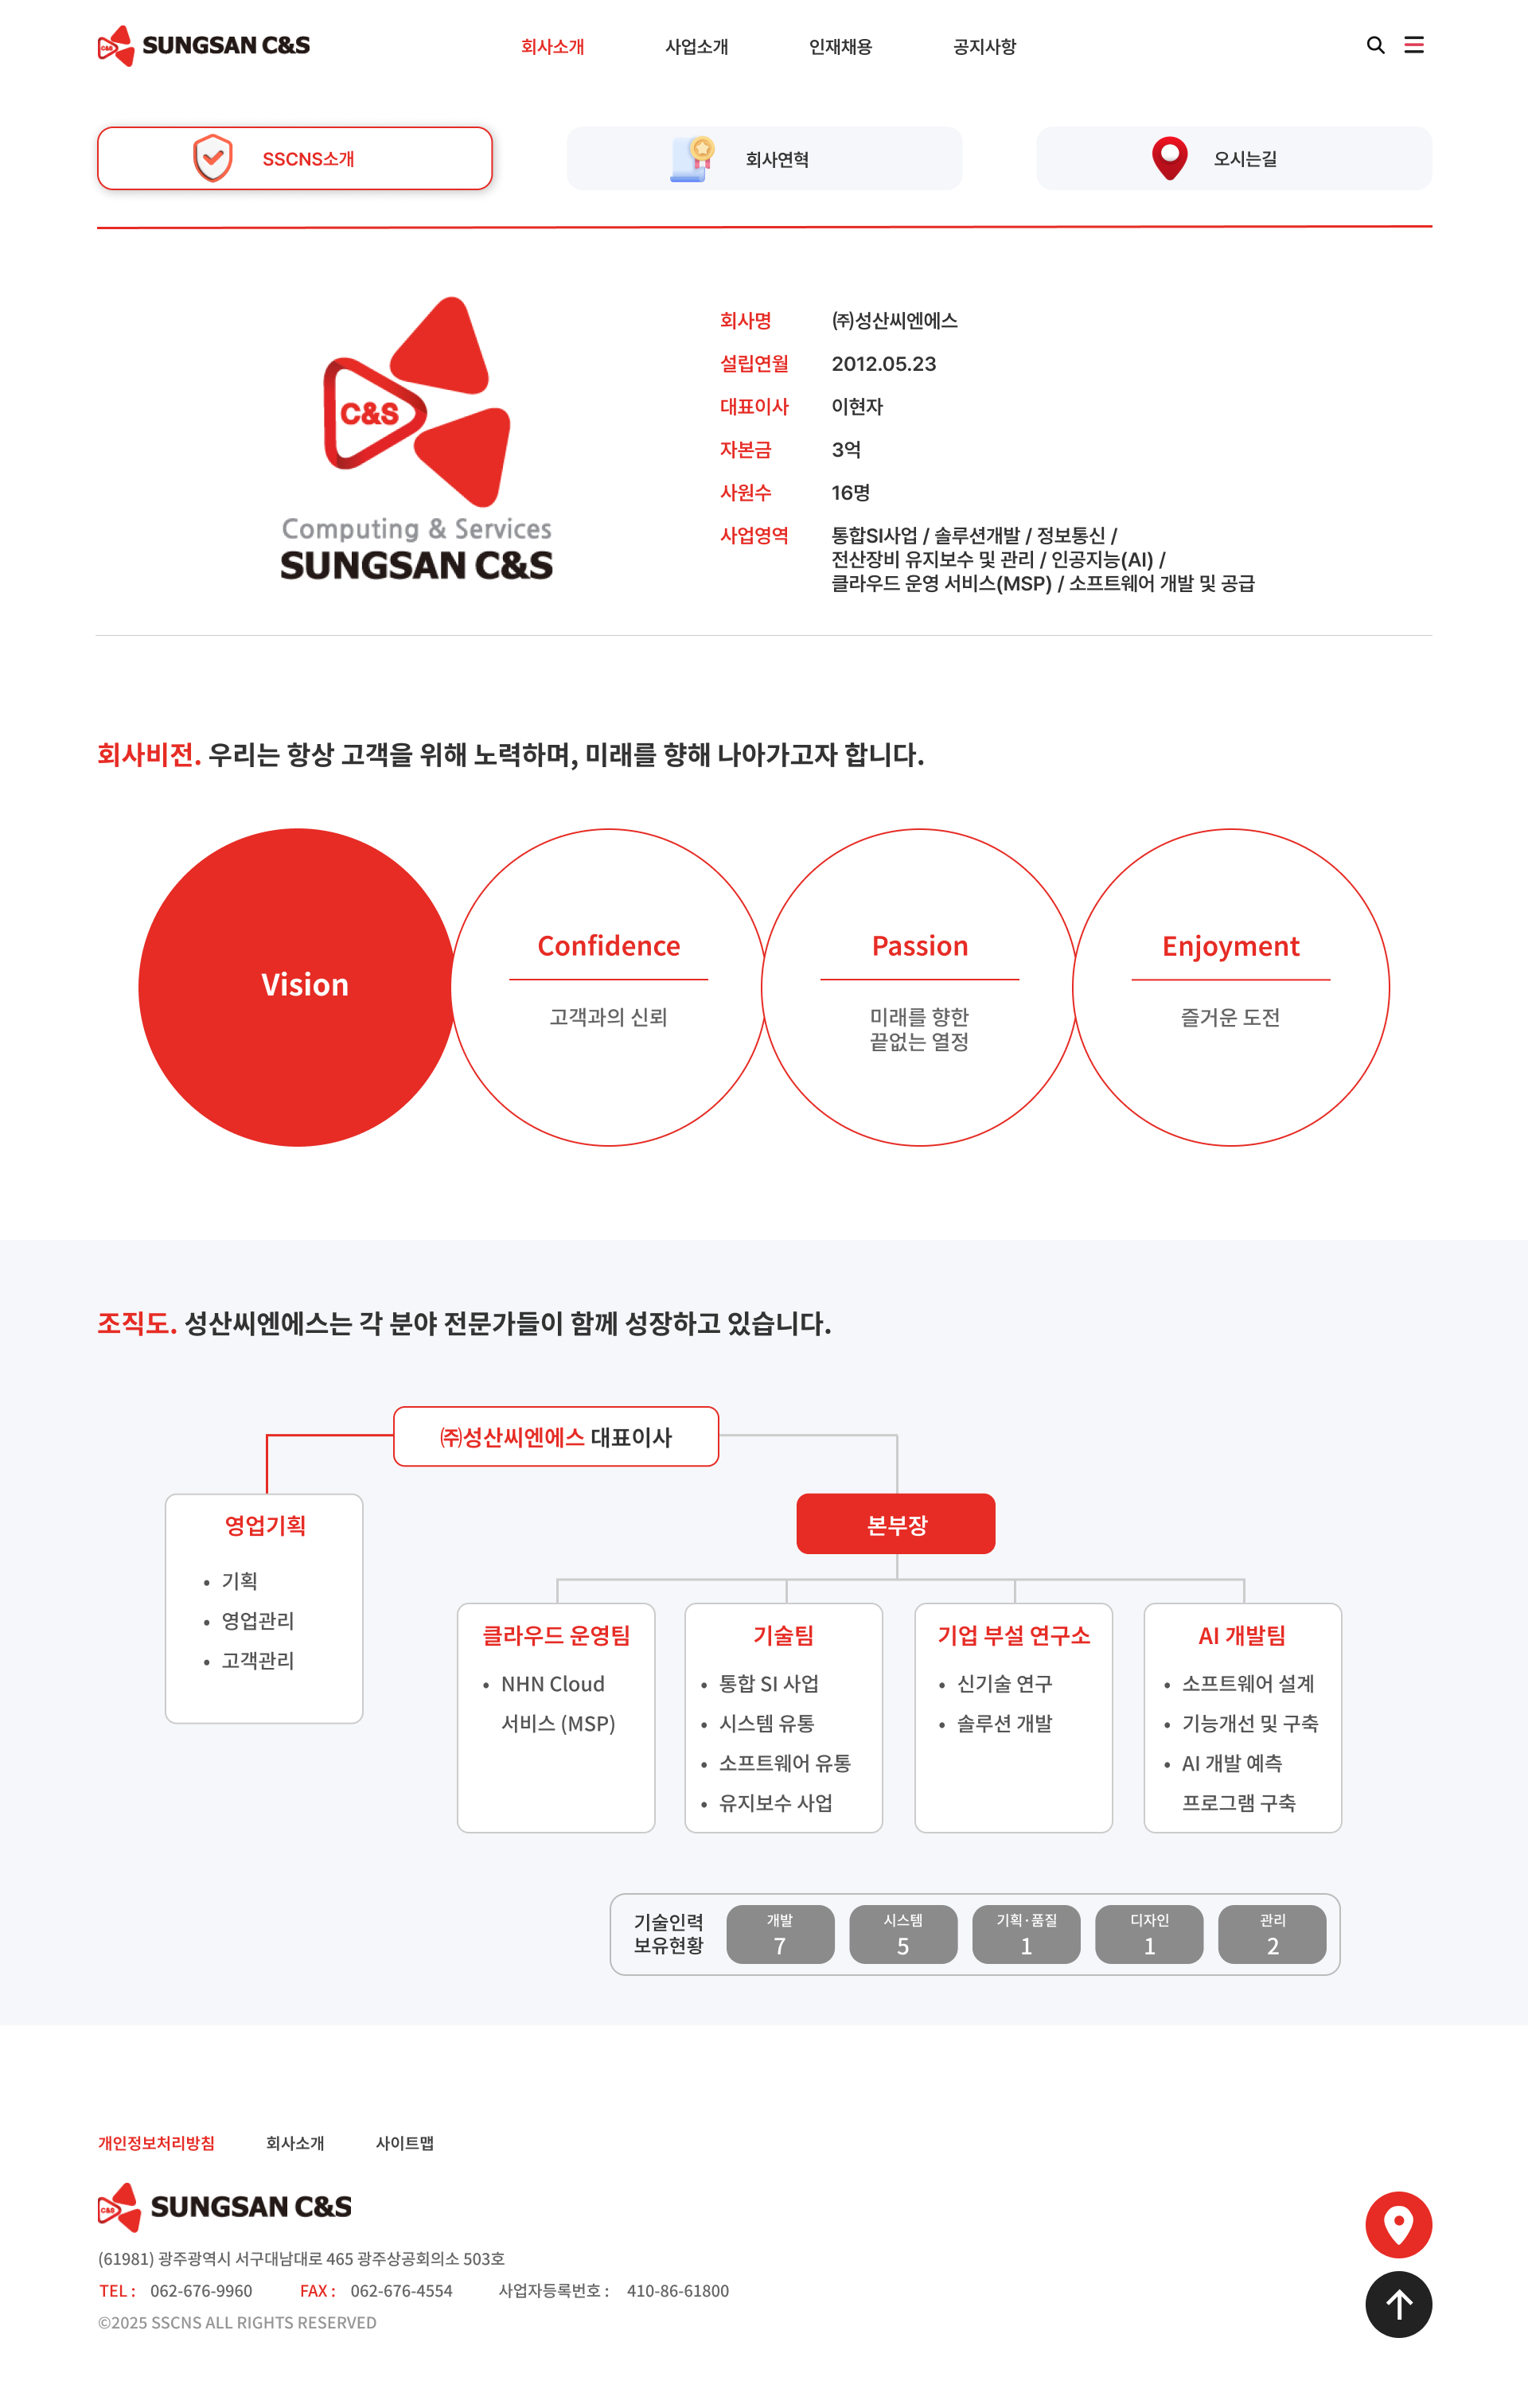 C&S SUNGSAN C&S
회사소개 사업소개 인재채용 공지사항
SSCNS소개 회사연혁 오시는길
C&S
Computing & Services
SUNGSAN C&S
회사명 ㈜성산씨엔에스
설립연월 2012.05.23
대표이사 이현자
자본금 3억
사원수 16명
사업영역 통합SI사업 / 솔루션개발 / 정보통신 /
전산장비 유지보수 및 관리 / 인공지능(AI) /
클라우드 운영 서비스(MSP) / 소프트웨어 개발 및 공급
회사비전. 우리는 항상 고객을 위해 노력하며, 미래를 향해 나아가고자 합니다.
Vision
Confidence
고객과의 신뢰
Passion
미래를 향한
끝없는 열정
Enjoyment
즐거운 도전
조직도. 성산씨엔에스는 각 분야 전문가들이 함께 성장하고 있습니다.
㈜성산씨엔에스 대표이사
영업기획
• 기획
• 영업관리
• 고객관리
본부장
클라우드 운영팀
• NHN Cloud
서비스 (MSP)
기술팀
• 통합 SI 사업
• 시스템 유통
• 소프트웨어 유통
• 유지보수 사업
기업 부설 연구소
• 신기술 연구
• 솔루션 개발
AI 개발팀
• 소프트웨어 설계
• 기능개선 및 구축
• AI 개발 예측
프로그램 구축
기술인력
보유현황
개발
7
시스템
5
기획·품질
1
디자인
1
관리
2
개인정보처리방침 회사소개 사이트맵
C&S SUNGSAN C&S
(61981) 광주광역시 서구대남대로 465 광주상공회의소 503호
TEL : 062-676-9960 FAX : 062-676-4554 사업자등록번호 : 410-86-61800
©2025 SSCNS ALL RIGHTS RESERVED